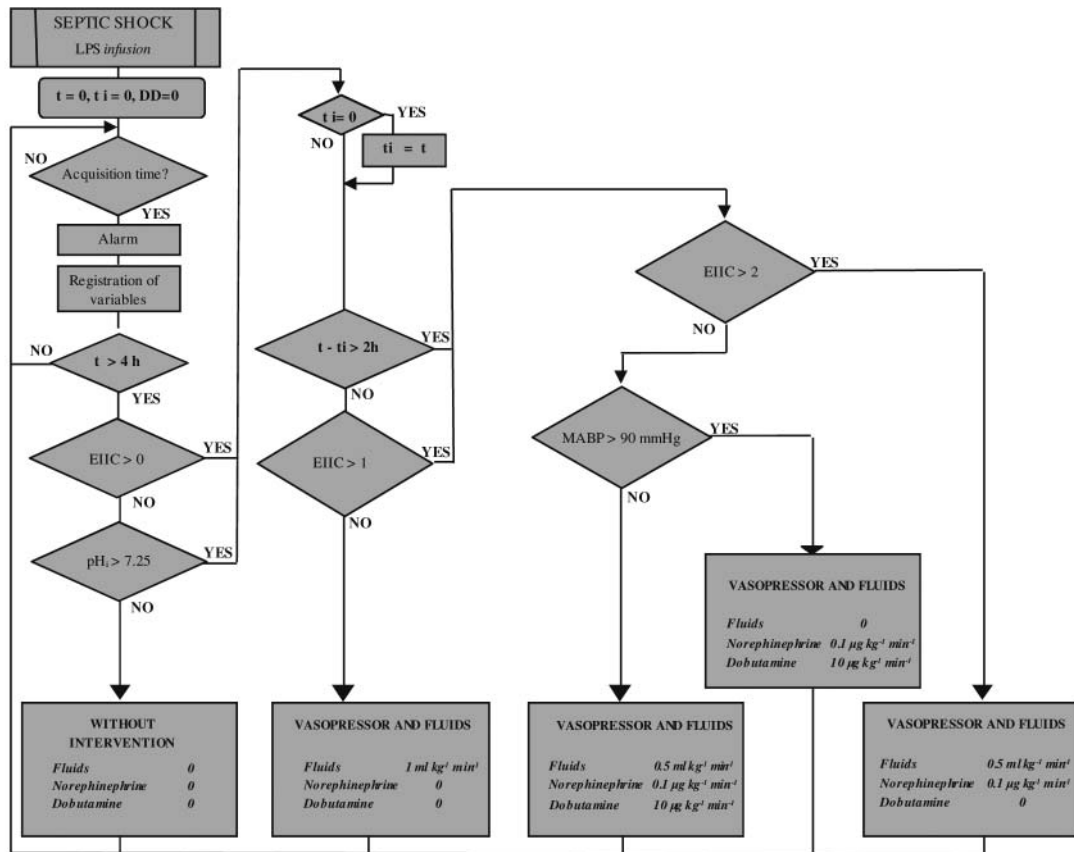 SEPTIC SHOCK
LPS infusion
t = 0, t i = 0, DD=0
NO
Acquisition time?
YES
Alarm
Registration of
variables
NO
t > 4 h
YES
EIIC > 0
YES
NO
pHi > 7.25
YES
NO
WITHOUT
INTERVENTION
Fluids 0
Norephinephrine 0
Dobutamine 0
t i= 0
YES
NO
ti = t
t - ti > 2h
YES
NO
EIIC > 1
YES
NO
VASOPRESSOR AND FLUIDS
Fluids 1 ml kg⁻¹ min¹
Norephinephrine 0
Dobutamine 0
EIIC > 2
YES
NO
MABP > 90 mmHg
YES
NO
VASOPRESSOR AND FLUIDS
Fluids 0
Norephinephrine 0.1 µg kg⁻¹ min⁻¹
Dobutamine 10 µg kg⁻¹ min⁻¹
VASOPRESSOR AND FLUIDS
Fluids 0.5 ml kg⁻¹ min¹
Norephinephrine 0.1 µg kg⁻¹ min⁻¹
Dobutamine 10 µg kg⁻¹ min⁻¹
VASOPRESSOR AND FLUIDS
Fluids 0.5 ml kg⁻¹ min⁻¹
Norephinephrine 0.1 µg kg⁻¹ min⁻¹
Dobutamine 0